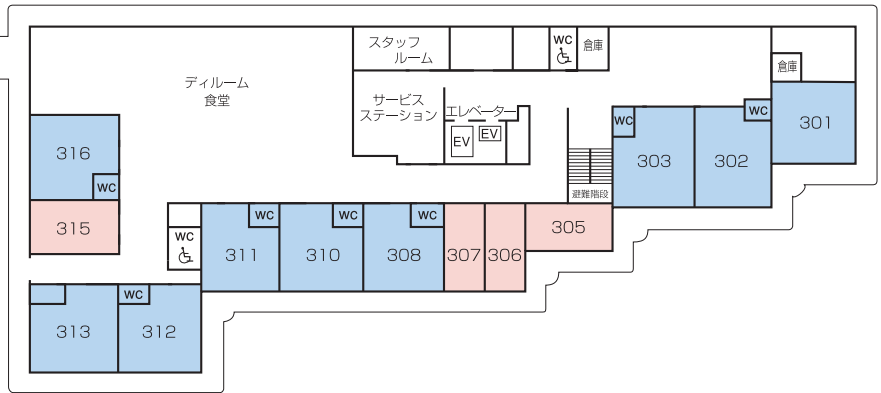 スタッフ
ルーム
WC
倉庫
ディルーム
食堂
倉庫
サービス
ステーション
エレベーター
EV
EV
WC
WC
301
316
303
302
WC
避難階段
315
WC
WC
WC
WC
305
311
310
308
307
306
WC
313
312